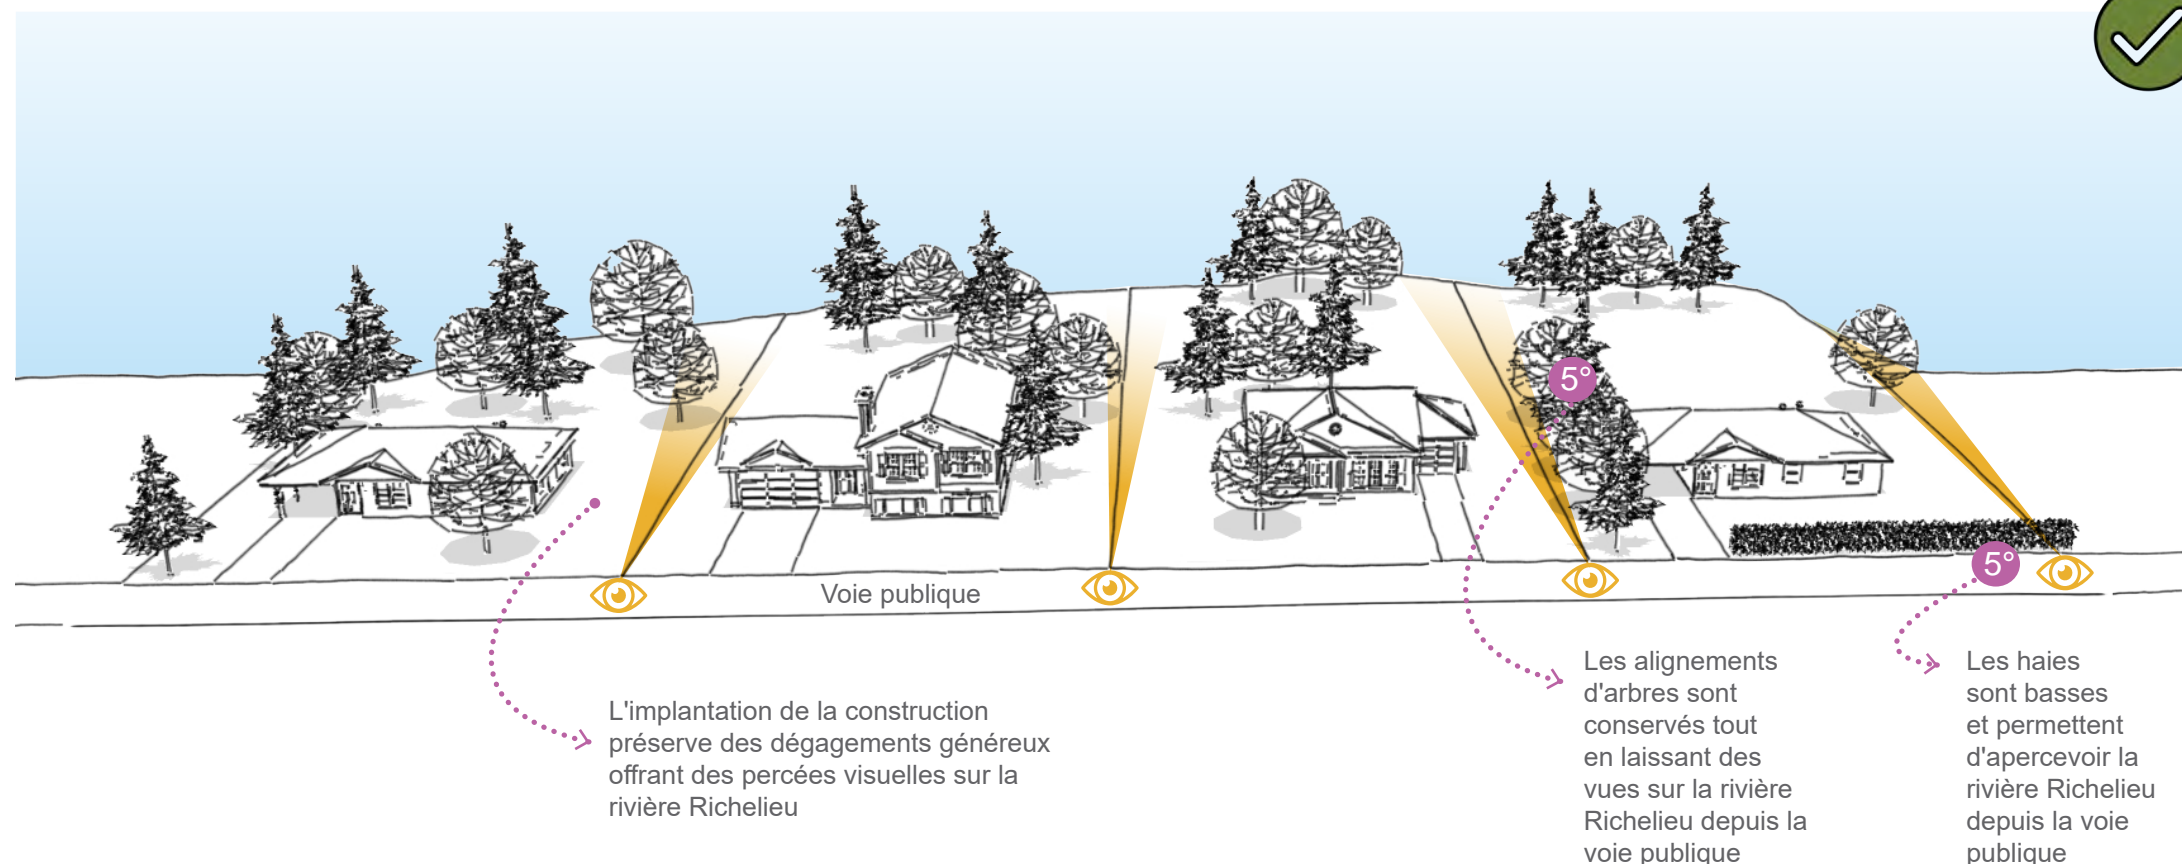 5°
5°
Voie publique
L'implantation de la construction
préserve des dégagements généreux
offrant des percées visuelles sur la
rivière Richelieu
Les alignements
d'arbres sont
conservés tout
en laissant des
vues sur la rivière
Richelieu depuis la
voie publique
Les haies
sont basses
et permettent
d'apercevoir la
rivière Richelieu
depuis la voie
publique